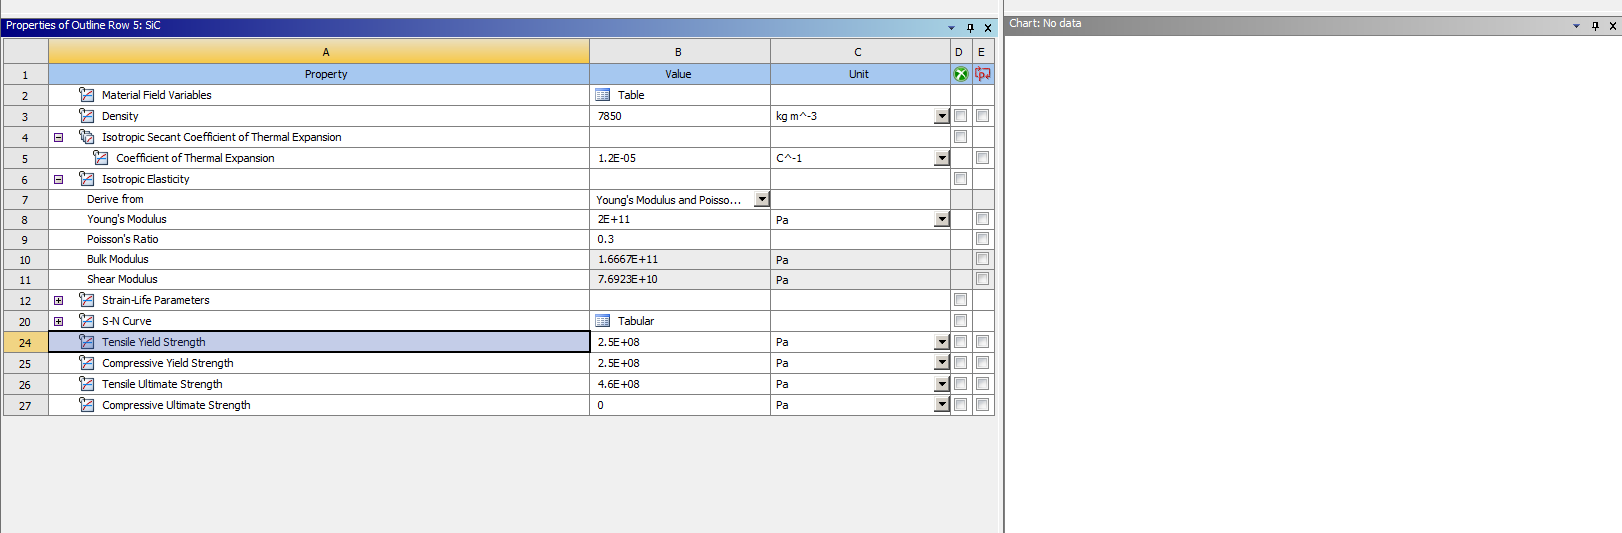 Properties of Outline Row 5: SiC
A B C D E
1 Property Value Unit
2 Material Field Variables Table
3 Density 7850 kg m^-3
4 Isotropic Secant Coefficient of Thermal Expansion
5 Coefficient of Thermal Expansion 1.2E-05 C^-1
6 Isotropic Elasticity
7 Derive from Young's Modulus and Poisso...
8 Young's Modulus 2E+11 Pa
9 Poisson's Ratio 0.3
10 Bulk Modulus 1.6667E+11 Pa
11 Shear Modulus 7.6923E+10 Pa
12 Strain-Life Parameters
20 S-N Curve Tabular
24 Tensile Yield Strength 2.5E+08 Pa
25 Compressive Yield Strength 2.5E+08 Pa
26 Tensile Ultimate Strength 4.6E+08 Pa
27 Compressive Ultimate Strength 0 Pa
Chart: No data